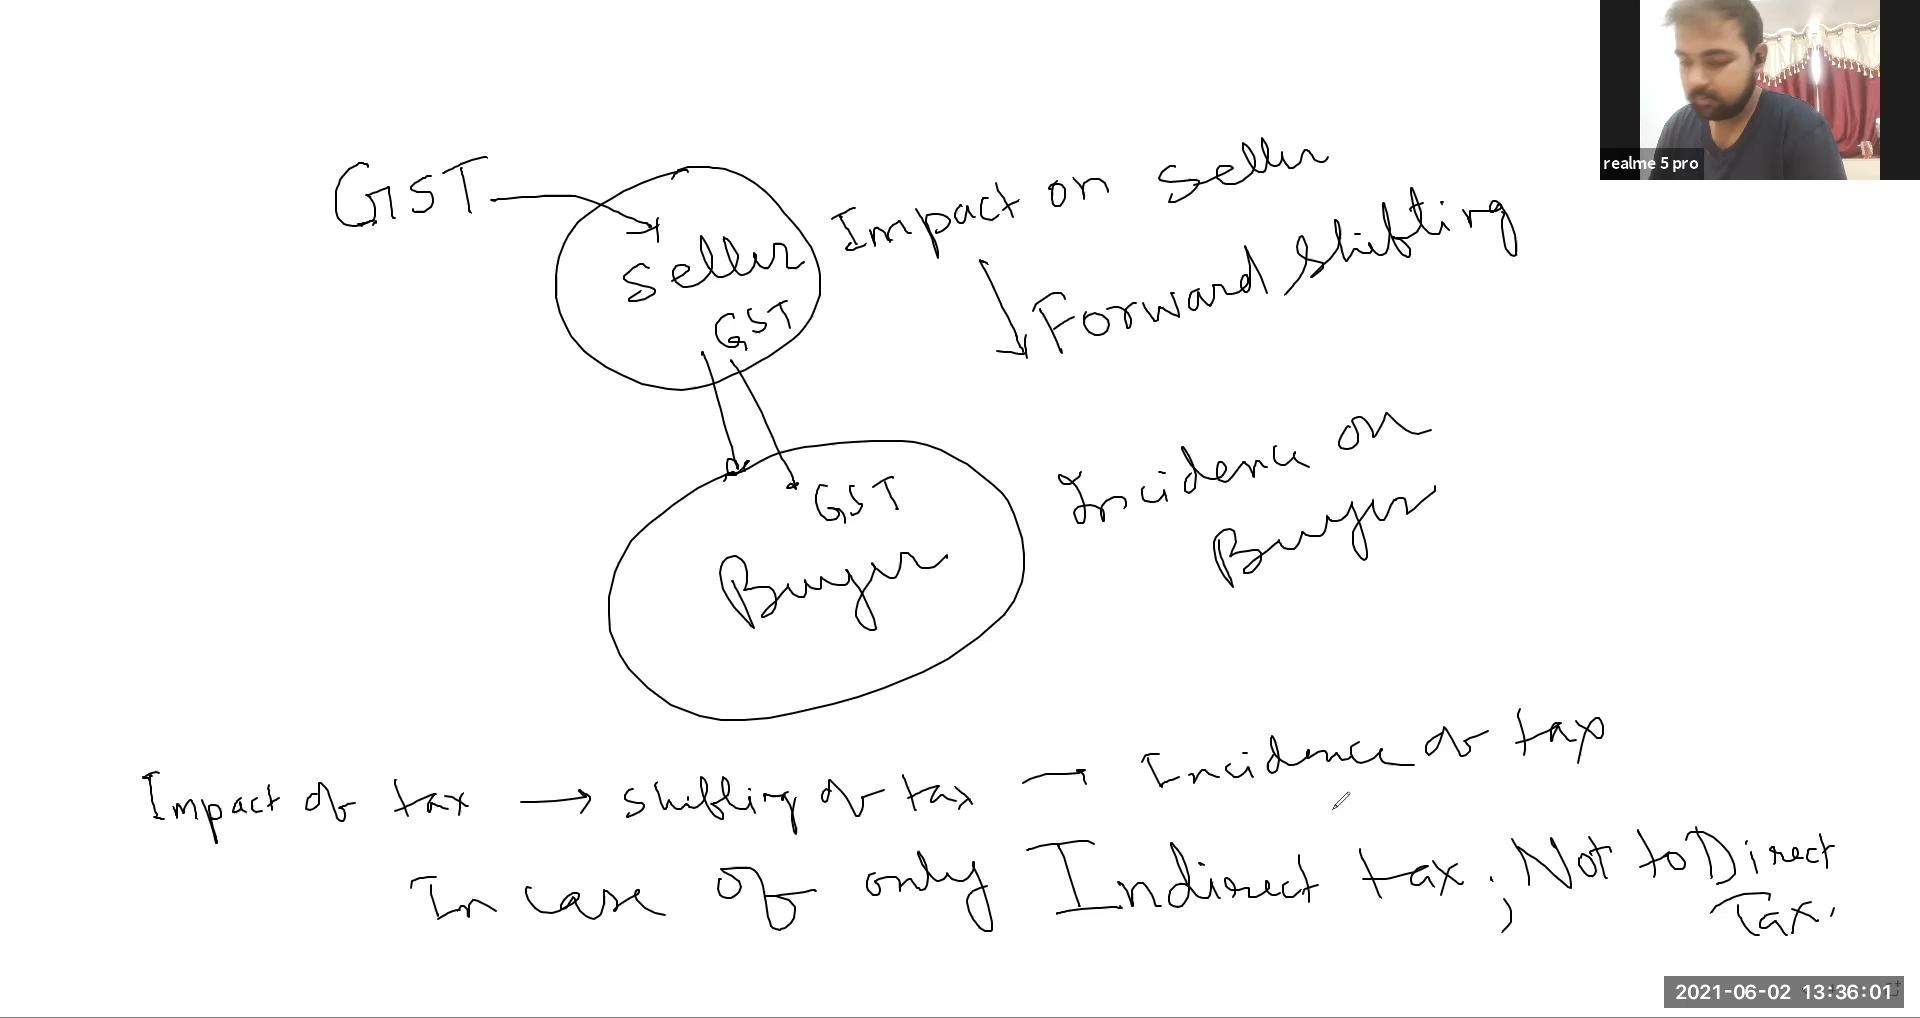 realme 5 pro
GST
Seller
GST
Impact on Seller
Forward Shifting
GST
Buyer
Incidence on
Buyer
Impact of tax → Shifting of tax → Incidence of tax
In case of only Indirect tax; Not to Direct
Tax.
2021-06-02 13:36:01